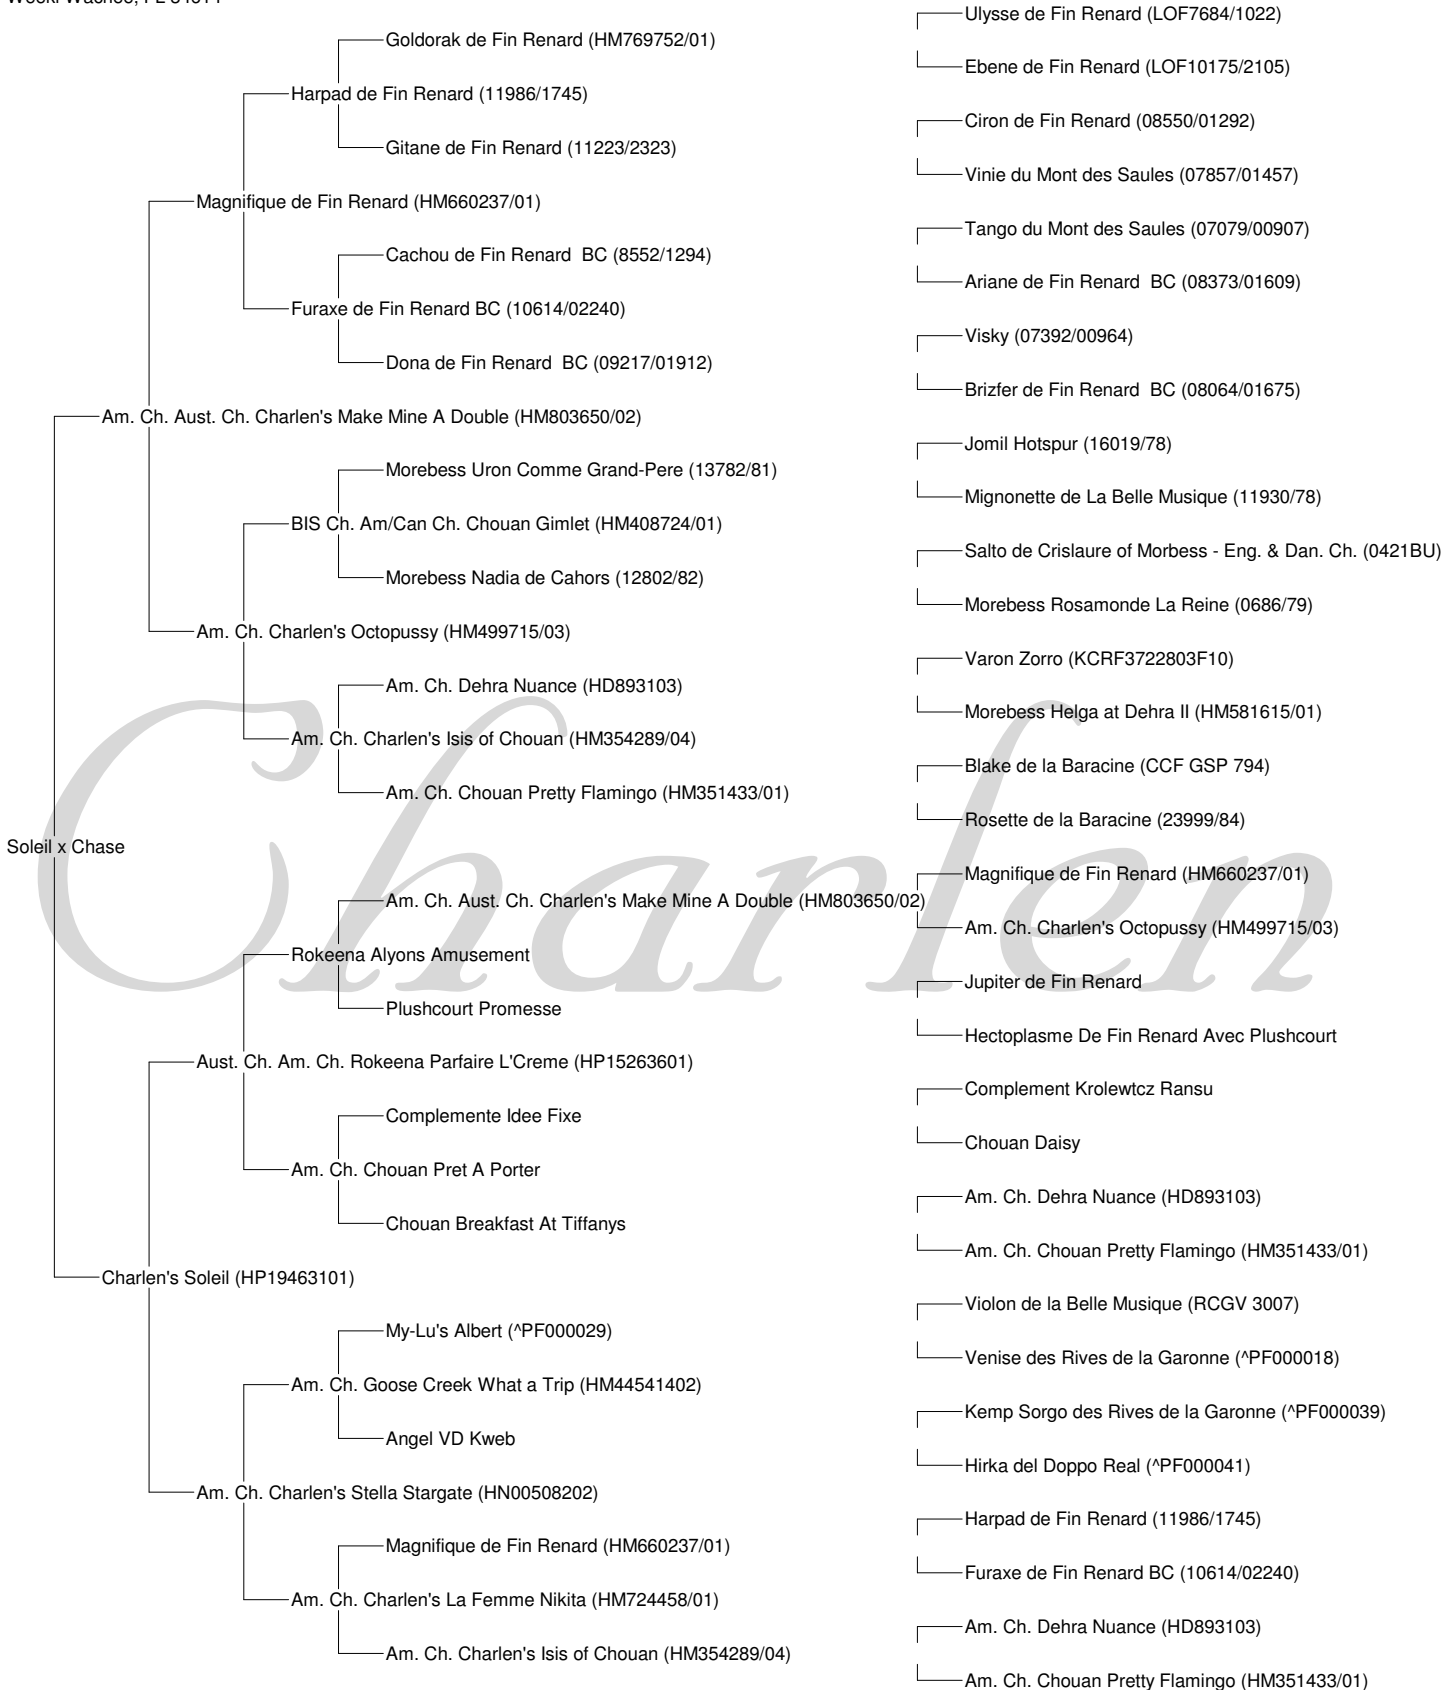 Weeki Wachee, FL 34614
Ulysse de Fin Renard (LOF7684/1022)
Goldorak de Fin Renard (HM769752/01)
Ebene de Fin Renard (LOF10175/2105)
Harpad de Fin Renard (11986/1745)
Ciron de Fin Renard (08550/01292)
Gitane de Fin Renard (11223/2323)
Vinie du Mont des Saules (07857/01457)
Magnifique de Fin Renard (HM660237/01)
Tango du Mont des Saules (07079/00907)
Cachou de Fin Renard  BC (8552/1294)
Ariane de Fin Renard  BC (08373/01609)
Furaxe de Fin Renard BC (10614/02240)
Visky (07392/00964)
Dona de Fin Renard  BC (09217/01912)
Brizfer de Fin Renard  BC (08064/01675)
Am. Ch. Aust. Ch. Charlen's Make Mine A Double (HM803650/02)
Jomil Hotspur (16019/78)
Morebess Uron Comme Grand-Pere (13782/81)
Mignonette de La Belle Musique (11930/78)
BIS Ch. Am/Can Ch. Chouan Gimlet (HM408724/01)
Salto de Crislaure of Morbess - Eng. & Dan. Ch. (0421BU)
Morebess Nadia de Cahors (12802/82)
Morebess Rosamonde La Reine (0686/79)
Am. Ch. Charlen's Octopussy (HM499715/03)
Varon Zorro (KCRF3722803F10)
Am. Ch. Dehra Nuance (HD893103)
Morebess Helga at Dehra II (HM581615/01)
Am. Ch. Charlen's Isis of Chouan (HM354289/04)
Blake de la Baracine (CCF GSP 794)
Am. Ch. Chouan Pretty Flamingo (HM351433/01)
Rosette de la Baracine (23999/84)
Soleil x Chase
Charlen
Magnifique de Fin Renard (HM660237/01)
Am. Ch. Aust. Ch. Charlen's Make Mine A Double (HM803650/02)
Am. Ch. Charlen's Octopussy (HM499715/03)
Rokeena Alyons Amusement
Jupiter de Fin Renard
Plushcourt Promesse
Hectoplasme De Fin Renard Avec Plushcourt
Aust. Ch. Am. Ch. Rokeena Parfaire L'Creme (HP15263601)
Complement Krolewtcz Ransu
Complemente Idee Fixe
Chouan Daisy
Am. Ch. Chouan Pret A Porter
Am. Ch. Dehra Nuance (HD893103)
Chouan Breakfast At Tiffanys
Am. Ch. Chouan Pretty Flamingo (HM351433/01)
Charlen's Soleil (HP19463101)
Violon de la Belle Musique (RCGV 3007)
My-Lu's Albert (^PF000029)
Venise des Rives de la Garonne (^PF000018)
Am. Ch. Goose Creek What a Trip (HM44541402)
Kemp Sorgo des Rives de la Garonne (^PF000039)
Angel VD Kweb
Hirka del Doppo Real (^PF000041)
Am. Ch. Charlen's Stella Stargate (HN00508202)
Harpad de Fin Renard (11986/1745)
Magnifique de Fin Renard (HM660237/01)
Furaxe de Fin Renard BC (10614/02240)
Am. Ch. Charlen's La Femme Nikita (HM724458/01)
Am. Ch. Dehra Nuance (HD893103)
Am. Ch. Charlen's Isis of Chouan (HM354289/04)
Am. Ch. Chouan Pretty Flamingo (HM351433/01)